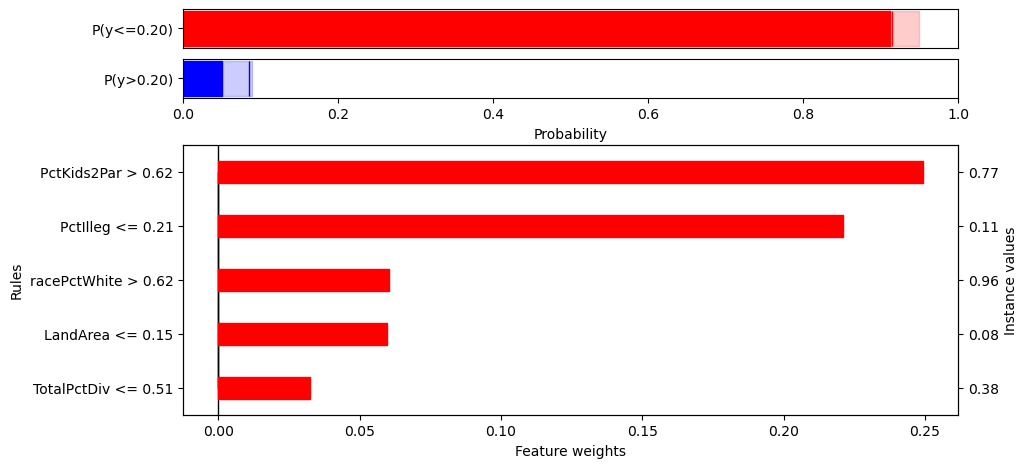 P(y<=0.20)
P(y>0.20)
0.0 0.2 0.4 0.6 0.8 1.0
Probability
PctKids2Par > 0.62 0.77
PctIlleg <= 0.21 0.11
racePctWhite > 0.62 0.96
LandArea <= 0.15 0.08
TotalPctDiv <= 0.51 0.38
Rules
Instance values
0.00 0.05 0.10 0.15 0.20 0.25
Feature weights